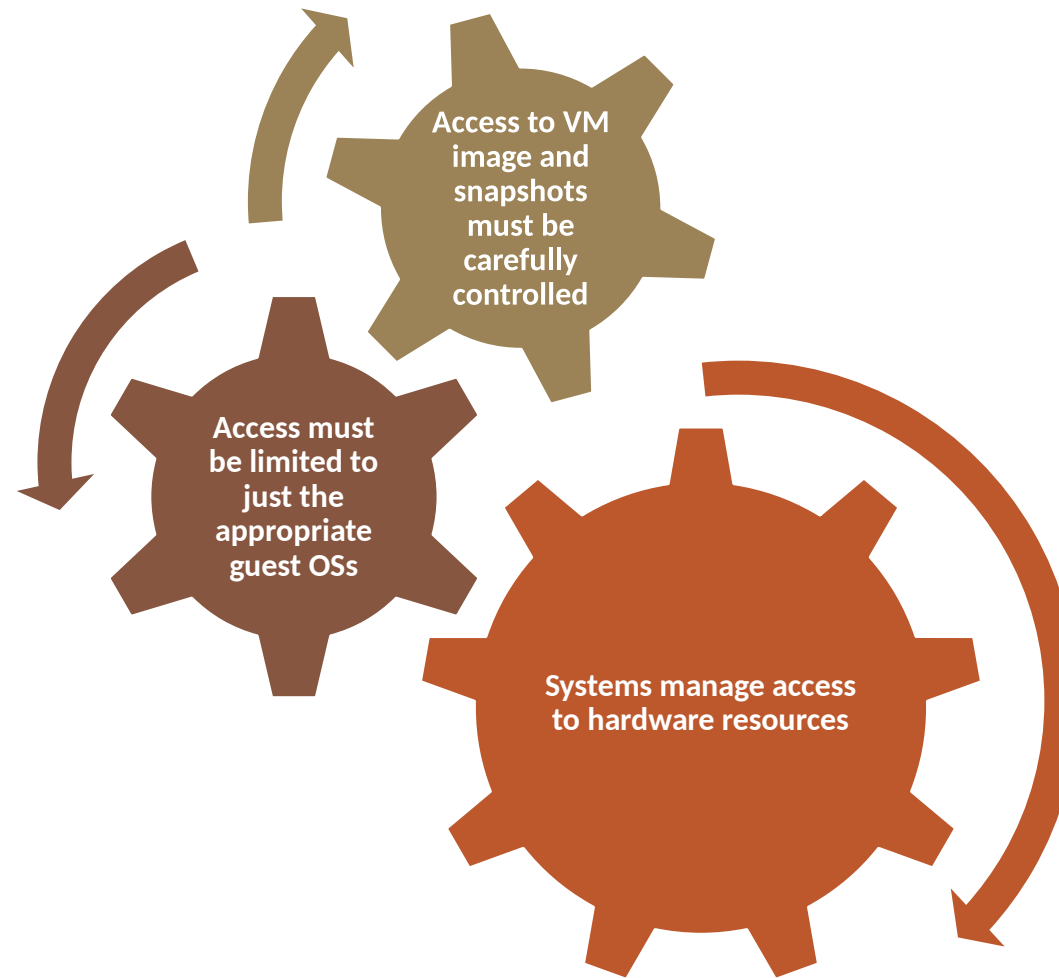 Access to VM
image and
snapshots
must be
carefully
controlled
Access must
be limited to
just the
appropriate
guest OSs
Systems manage access
to hardware resources